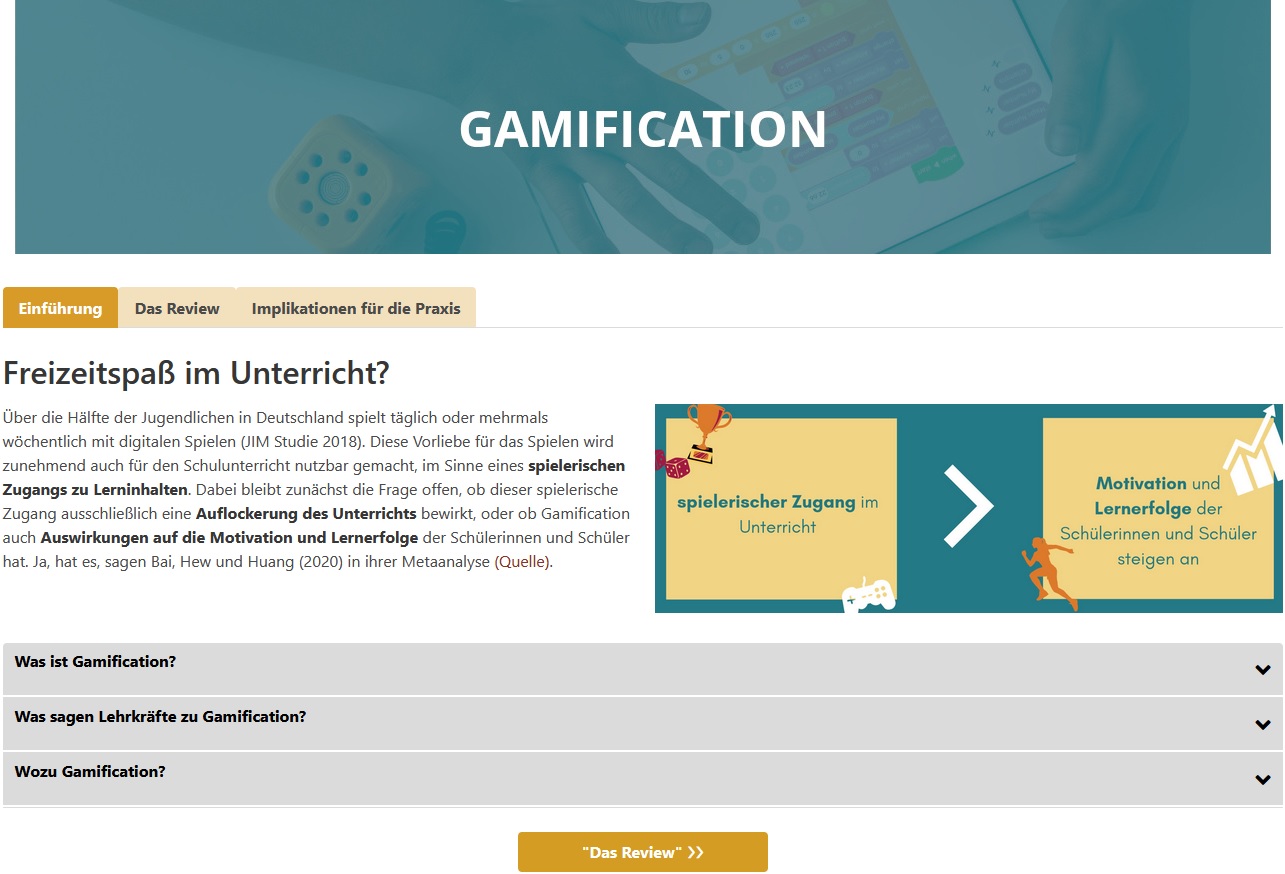 GAMIFICATION
Einführung
Das Review
Implikationen für die Praxis
Freizeitspaß im Unterricht?
Über die Hälfte der Jugendlichen in Deutschland spielt täglich oder mehrmals
wöchentlich mit digitalen Spielen (JIM Studie 2018). Diese Vorliebe für das Spielen wird
zunehmend auch für den Schulunterricht nutzbar gemacht, im Sinne eines spielerischen
Zugangs zu Lerninhalten. Dabei bleibt zunächst die Frage offen, ob dieser spielerische
Zugang ausschließlich eine Auflockerung des Unterrichts bewirkt, oder ob Gamification
auch Auswirkungen auf die Motivation und Lernerfolge der Schülerinnen und Schüler
hat. Ja, hat es, sagen Bai, Hew und Huang (2020) in ihrer Metaanalyse (Quelle).
spielerischer Zugang im
Unterricht
Motivation und
Lernerfolge der
Schülerinnen und Schüler
steigen an
Was ist Gamification?
Was sagen Lehrkräfte zu Gamification?
Wozu Gamification?
"Das Review"